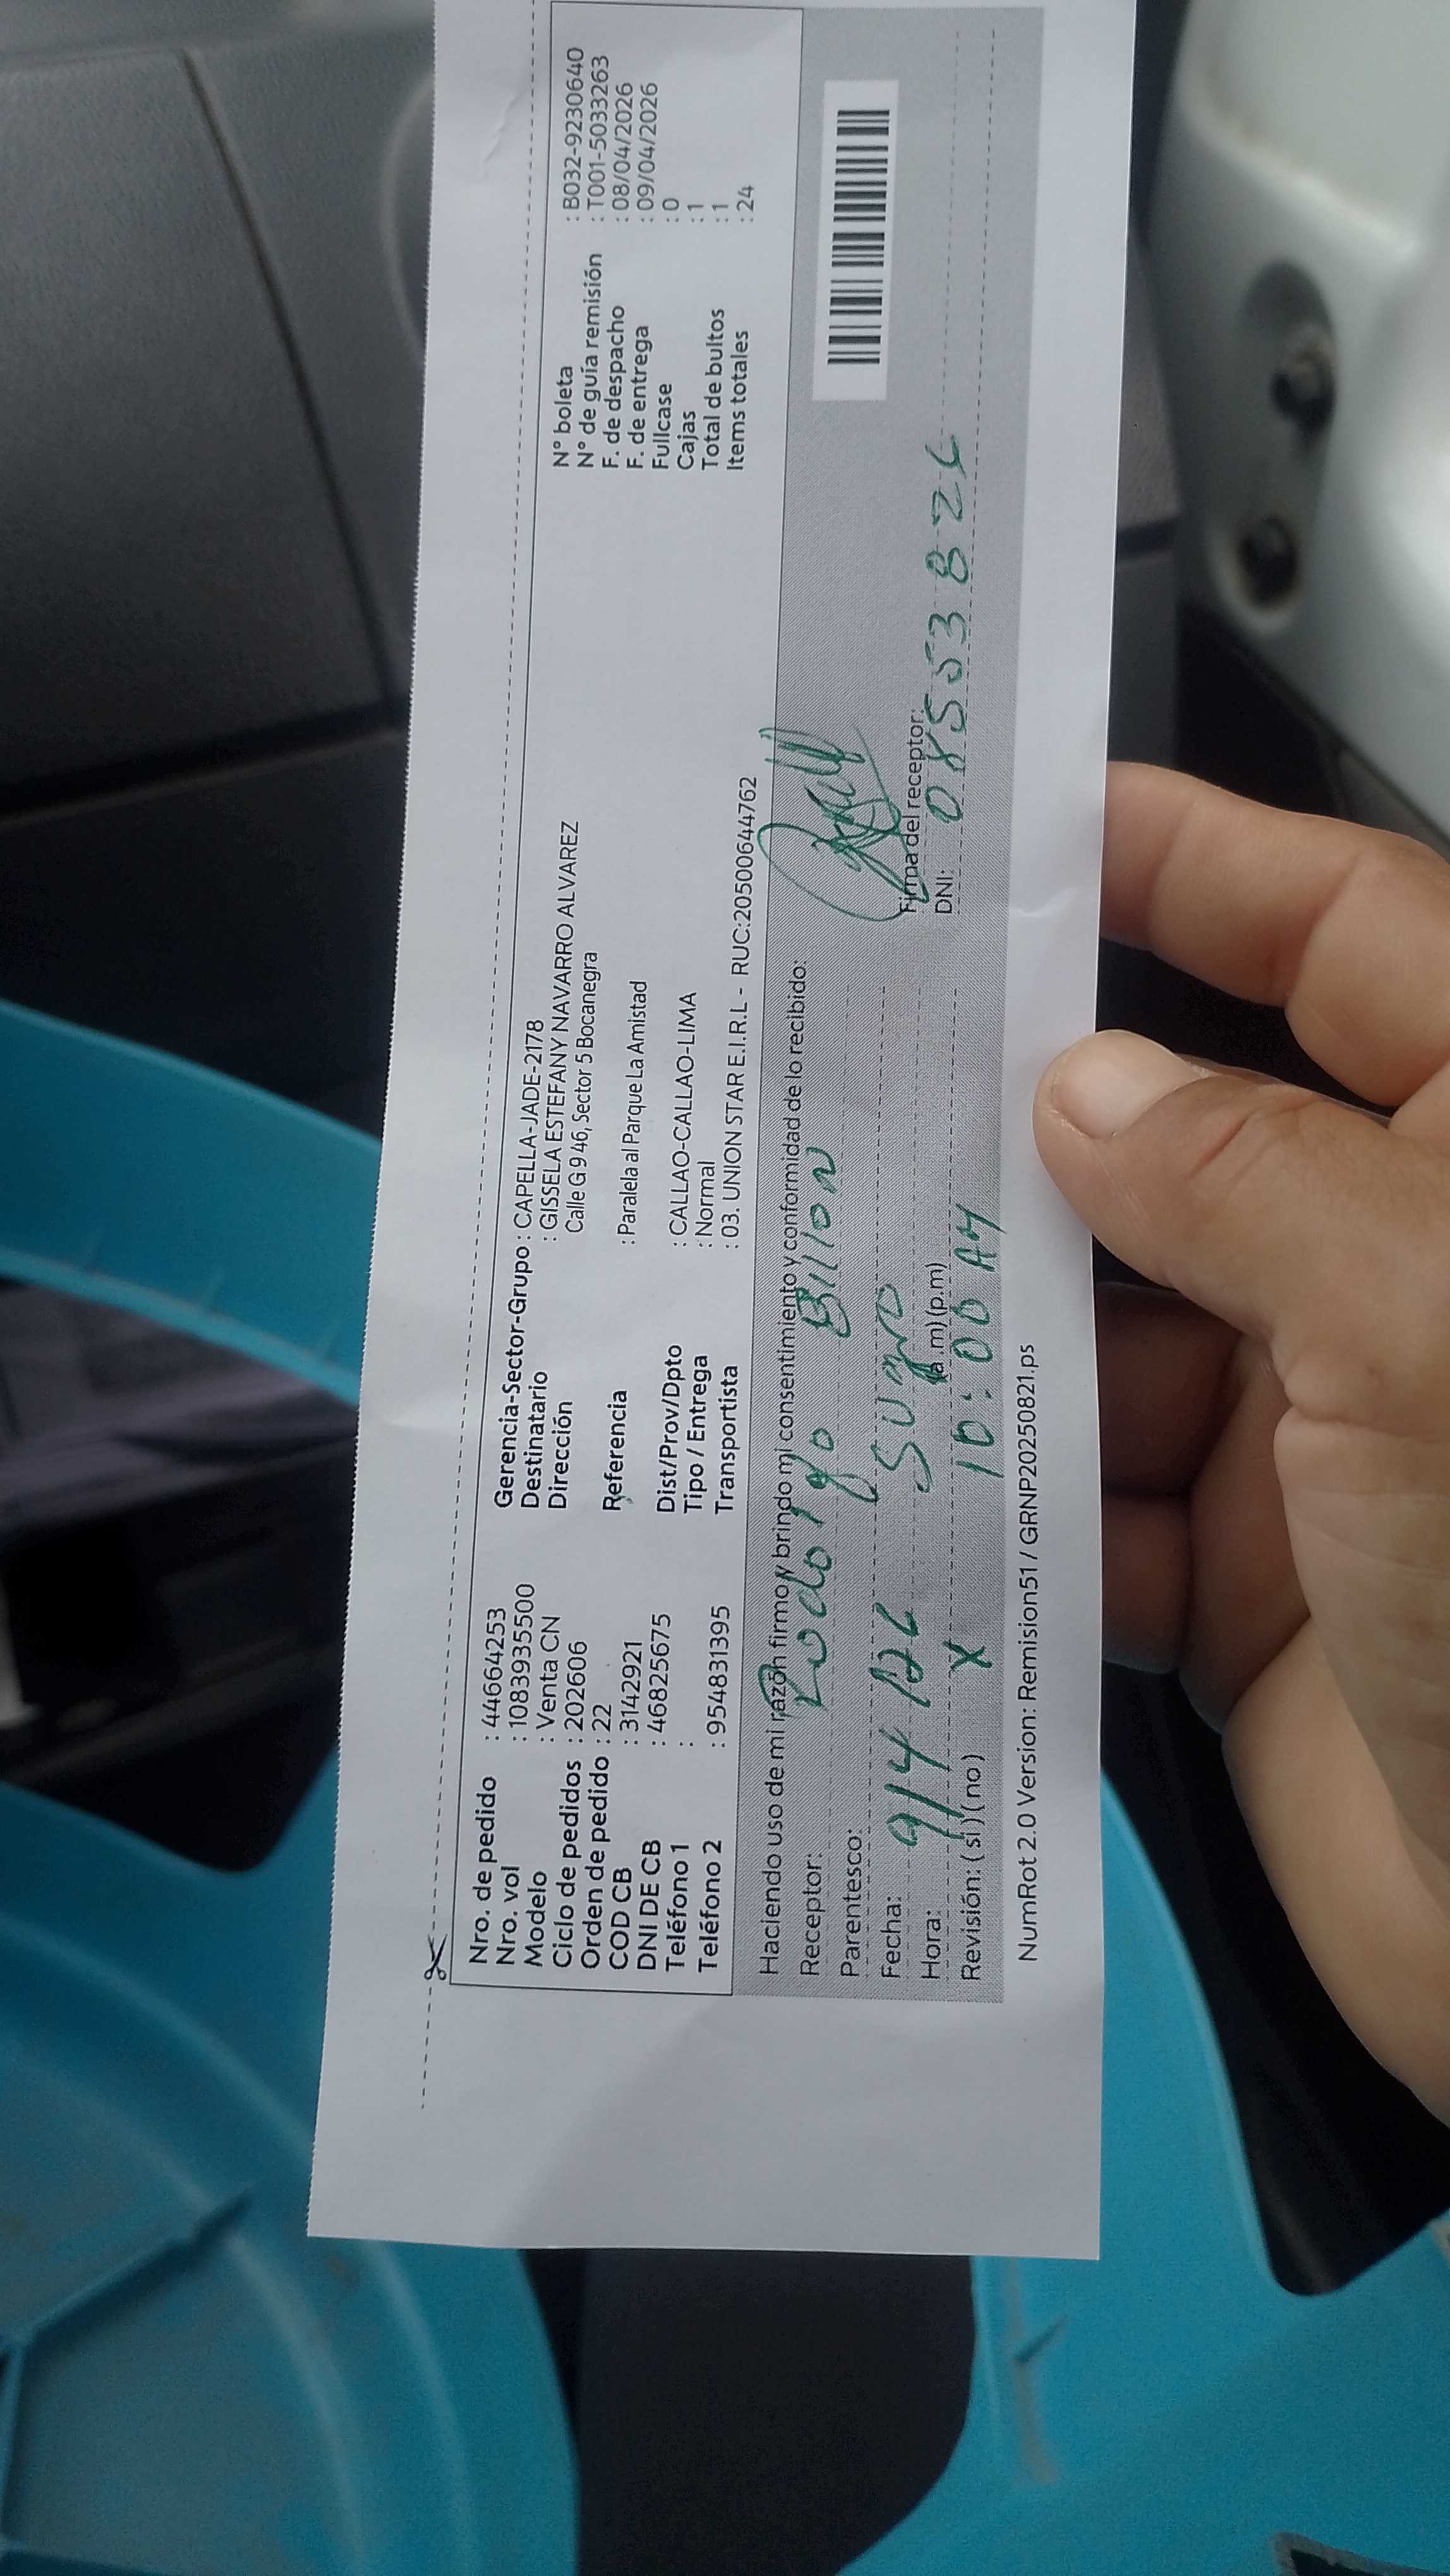 Nro. de pedido : 44664253
Nro. vol : 1083935500
Modelo : Venta CN
Ciclo de pedidos : 202606
Orden de pedido : 22
COD CB : 3142921
DNI DE CB : 46825675
Teléfono 1 :
Teléfono 2 : 954831395
Gerencia-Sector-Grupo : CAPELLA-JADE-2178
Destinatario : GISSELA ESTEFANY NAVARRO ALVAREZ
Dirección Calle G 9 46, Sector 5 Bocanegra
Referencia : Paralela al Parque La Amistad
Dist/Prov/Dpto : CALLAO-CALLAO-LIMA
Tipo / Entrega : Normal
Transportista : 03. UNION STAR E.I.R.L - RUC:20500644762
N° boleta : B032-9230640
N° de guía remisión : T001-5033263
F. de despacho : 08/04/2026
F. de entrega : 09/04/2026
Fullcase : 0
Cajas : 1
Total de bultos : 1
Items totales : 24
Haciendo uso de mi razón firmo y brindo mi consentimiento y conformidad de lo recibido:
Receptor: Rodolfo Billon
Parentesco: Suegro
Fecha: 9/4
Hora: 10:00 AM (a.m) (p.m)
Revisión: ( si ) ( no ) X
Firma del receptor:
DNI:
NumRot 2.0 Version: Remision51 / GRNP20250821.ps